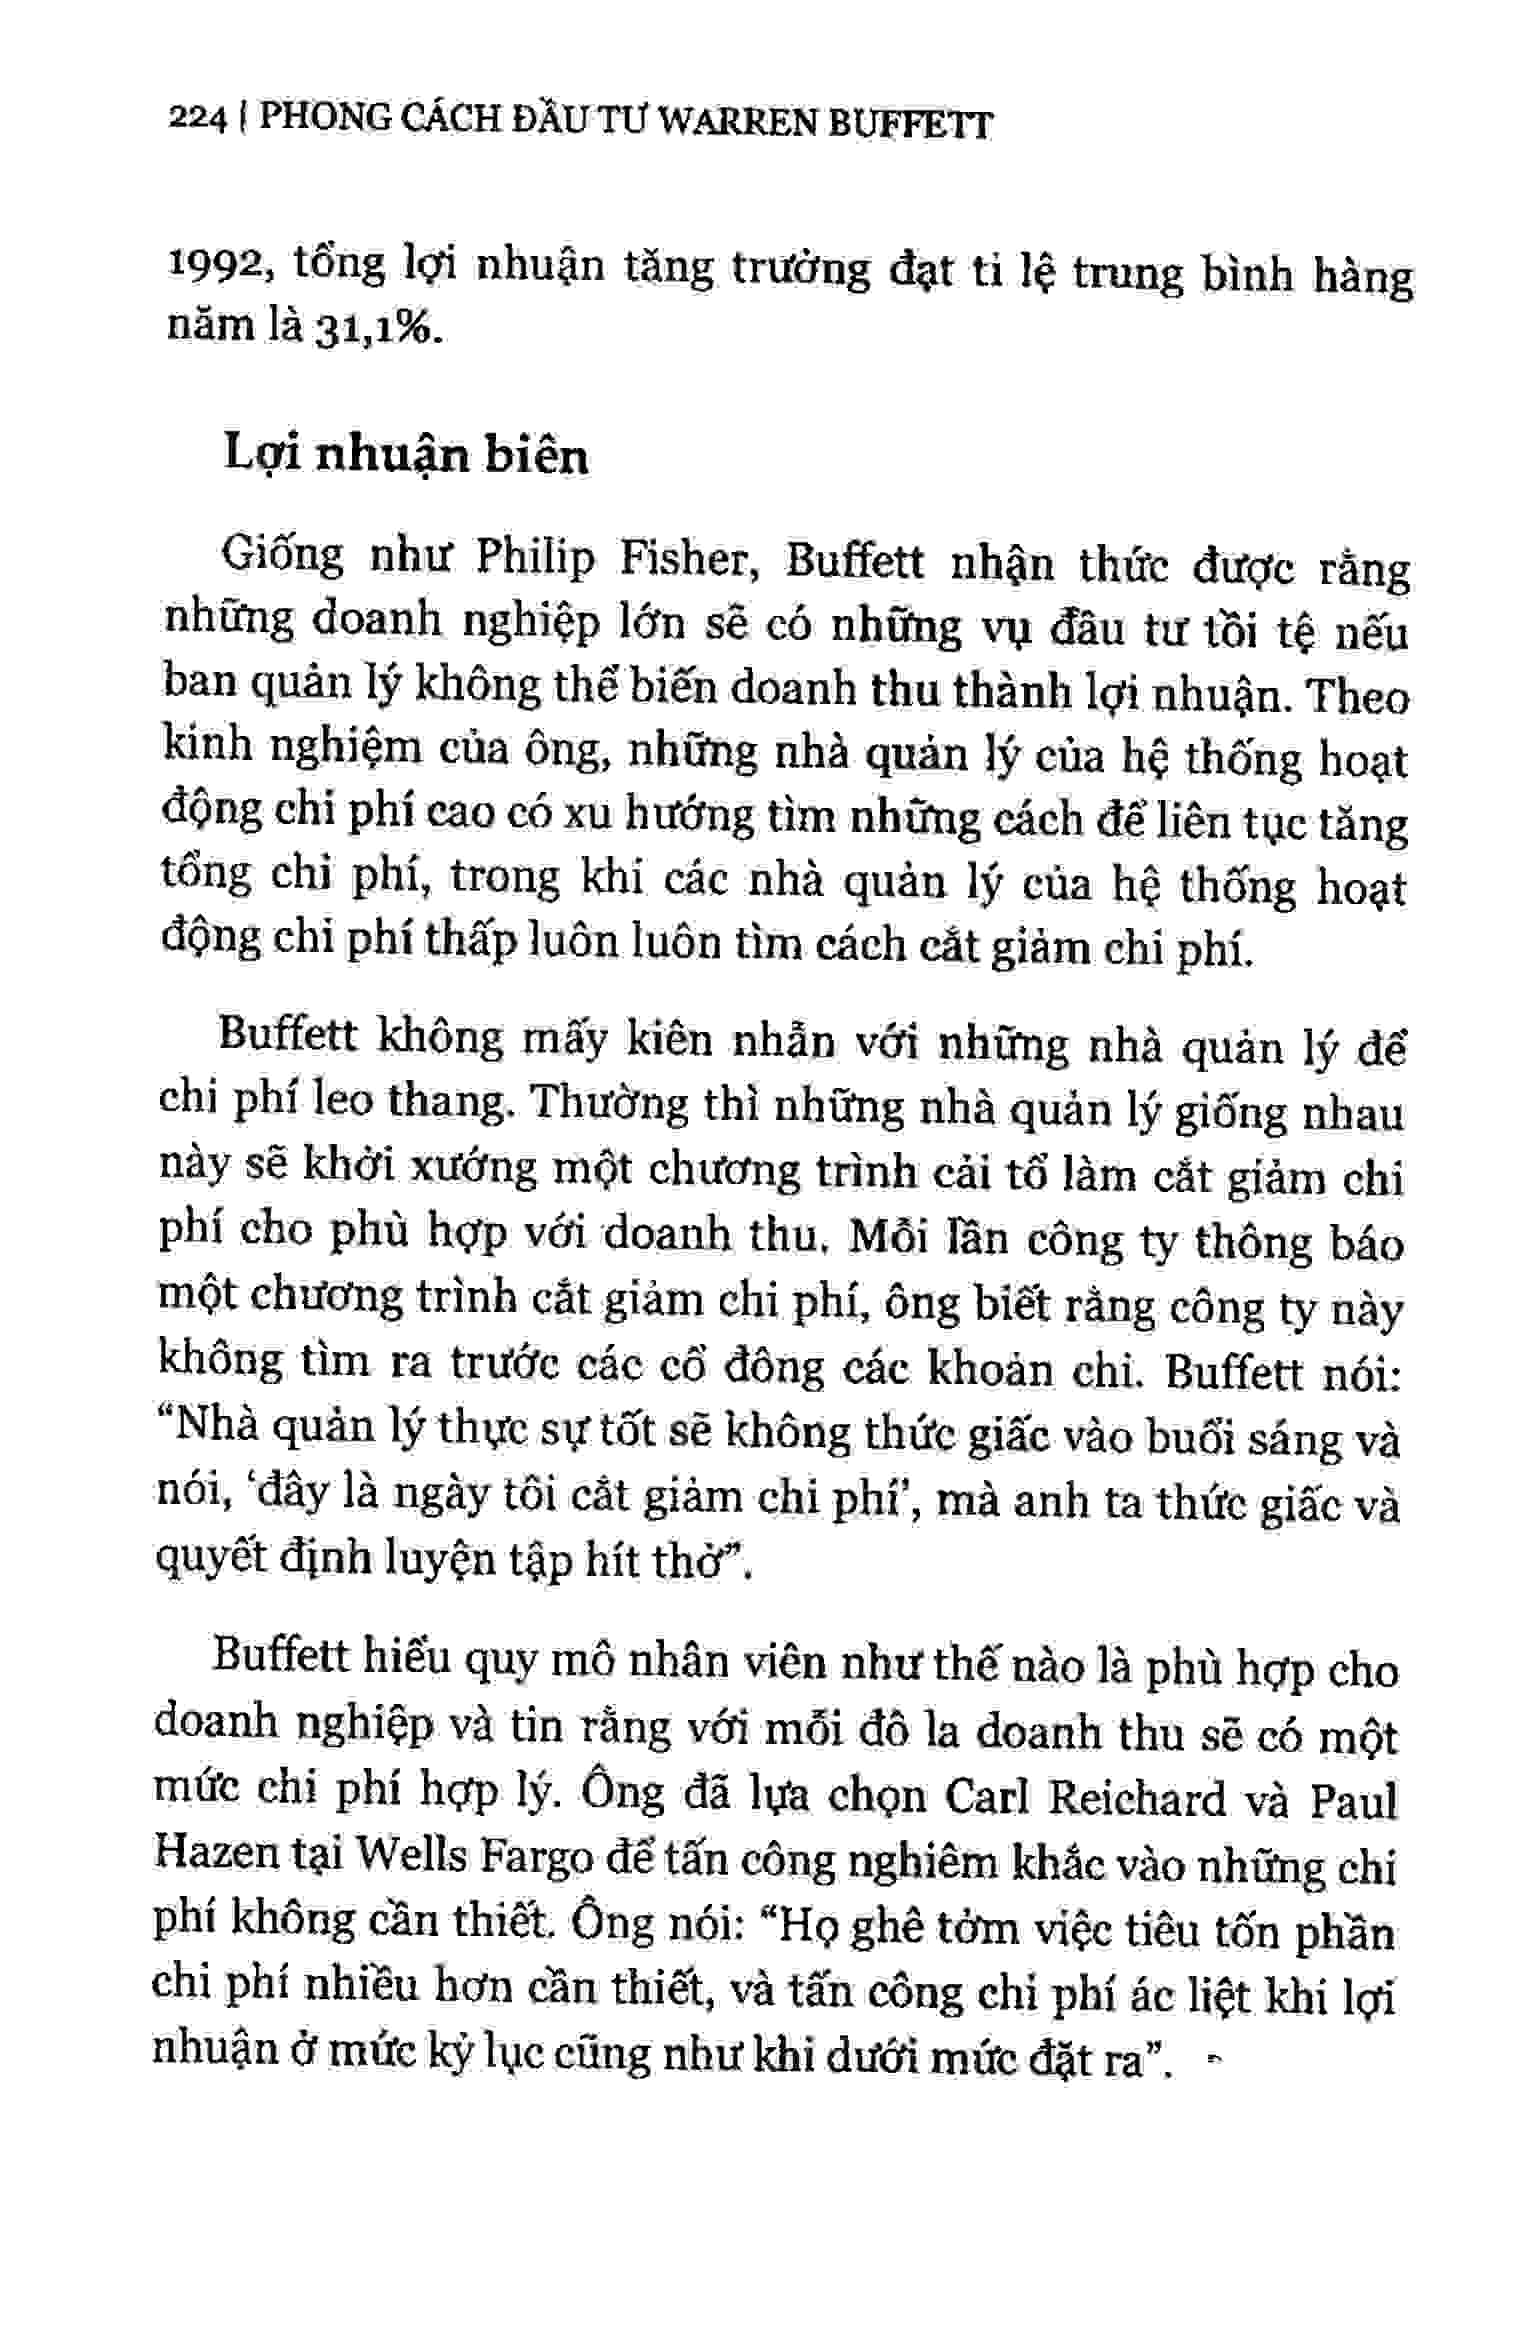 224 | PHONG CÁCH ĐẦU TƯ WARREN BUFFETT
1992, tổng lợi nhuận tăng trưởng đạt tỉ lệ trung bình hàng
năm là 31,1%.
Lợi nhuận biên
Giống như Philip Fisher, Buffett nhận thức được rằng
những doanh nghiệp lớn sẽ có những vụ đầu tư tồi tệ nếu
ban quản lý không thể biến doanh thu thành lợi nhuận. Theo
kinh nghiệm của ông, những nhà quản lý của hệ thống hoạt
động chi phí cao có xu hướng tìm những cách để liên tục tăng
tổng chi phí, trong khi các nhà quản lý của hệ thống hoạt
động chi phí thấp luôn luôn tìm cách cắt giảm chi phí.
Buffett không mấy kiên nhẫn với những nhà quản lý để
chi phí leo thang. Thường thì những nhà quản lý giống nhau
này sẽ khởi xướng một chương trình cải tổ làm cắt giảm chi
phí cho phù hợp với doanh thu. Mỗi lần công ty thông báo
một chương trình cắt giảm chi phí, ông biết rằng công ty này
không tìm ra trước các cổ đông các khoản chi. Buffett nói:
“Nhà quản lý thực sự tốt sẽ không thức giấc vào buổi sáng và
nói, ‘đây là ngày tôi cắt giảm chi phí’, mà anh ta thức giấc và
quyết định luyện tập hít thở”.
Buffett hiểu quy mô nhân viên như thế nào là phù hợp cho
doanh nghiệp và tin rằng với mỗi đô la doanh thu sẽ có một
mức chi phí hợp lý. Ông đã lựa chọn Carl Reichard và Paul
Hazen tại Wells Fargo để tấn công nghiêm khắc vào những chi
phí không cần thiết. Ông nói: “Họ ghê tởm việc tiêu tốn phần
chi phí nhiều hơn cần thiết, và tấn công chi phí ác liệt khi lợi
nhuận ở mức kỷ lục cũng như khi dưới mức đặt ra”.